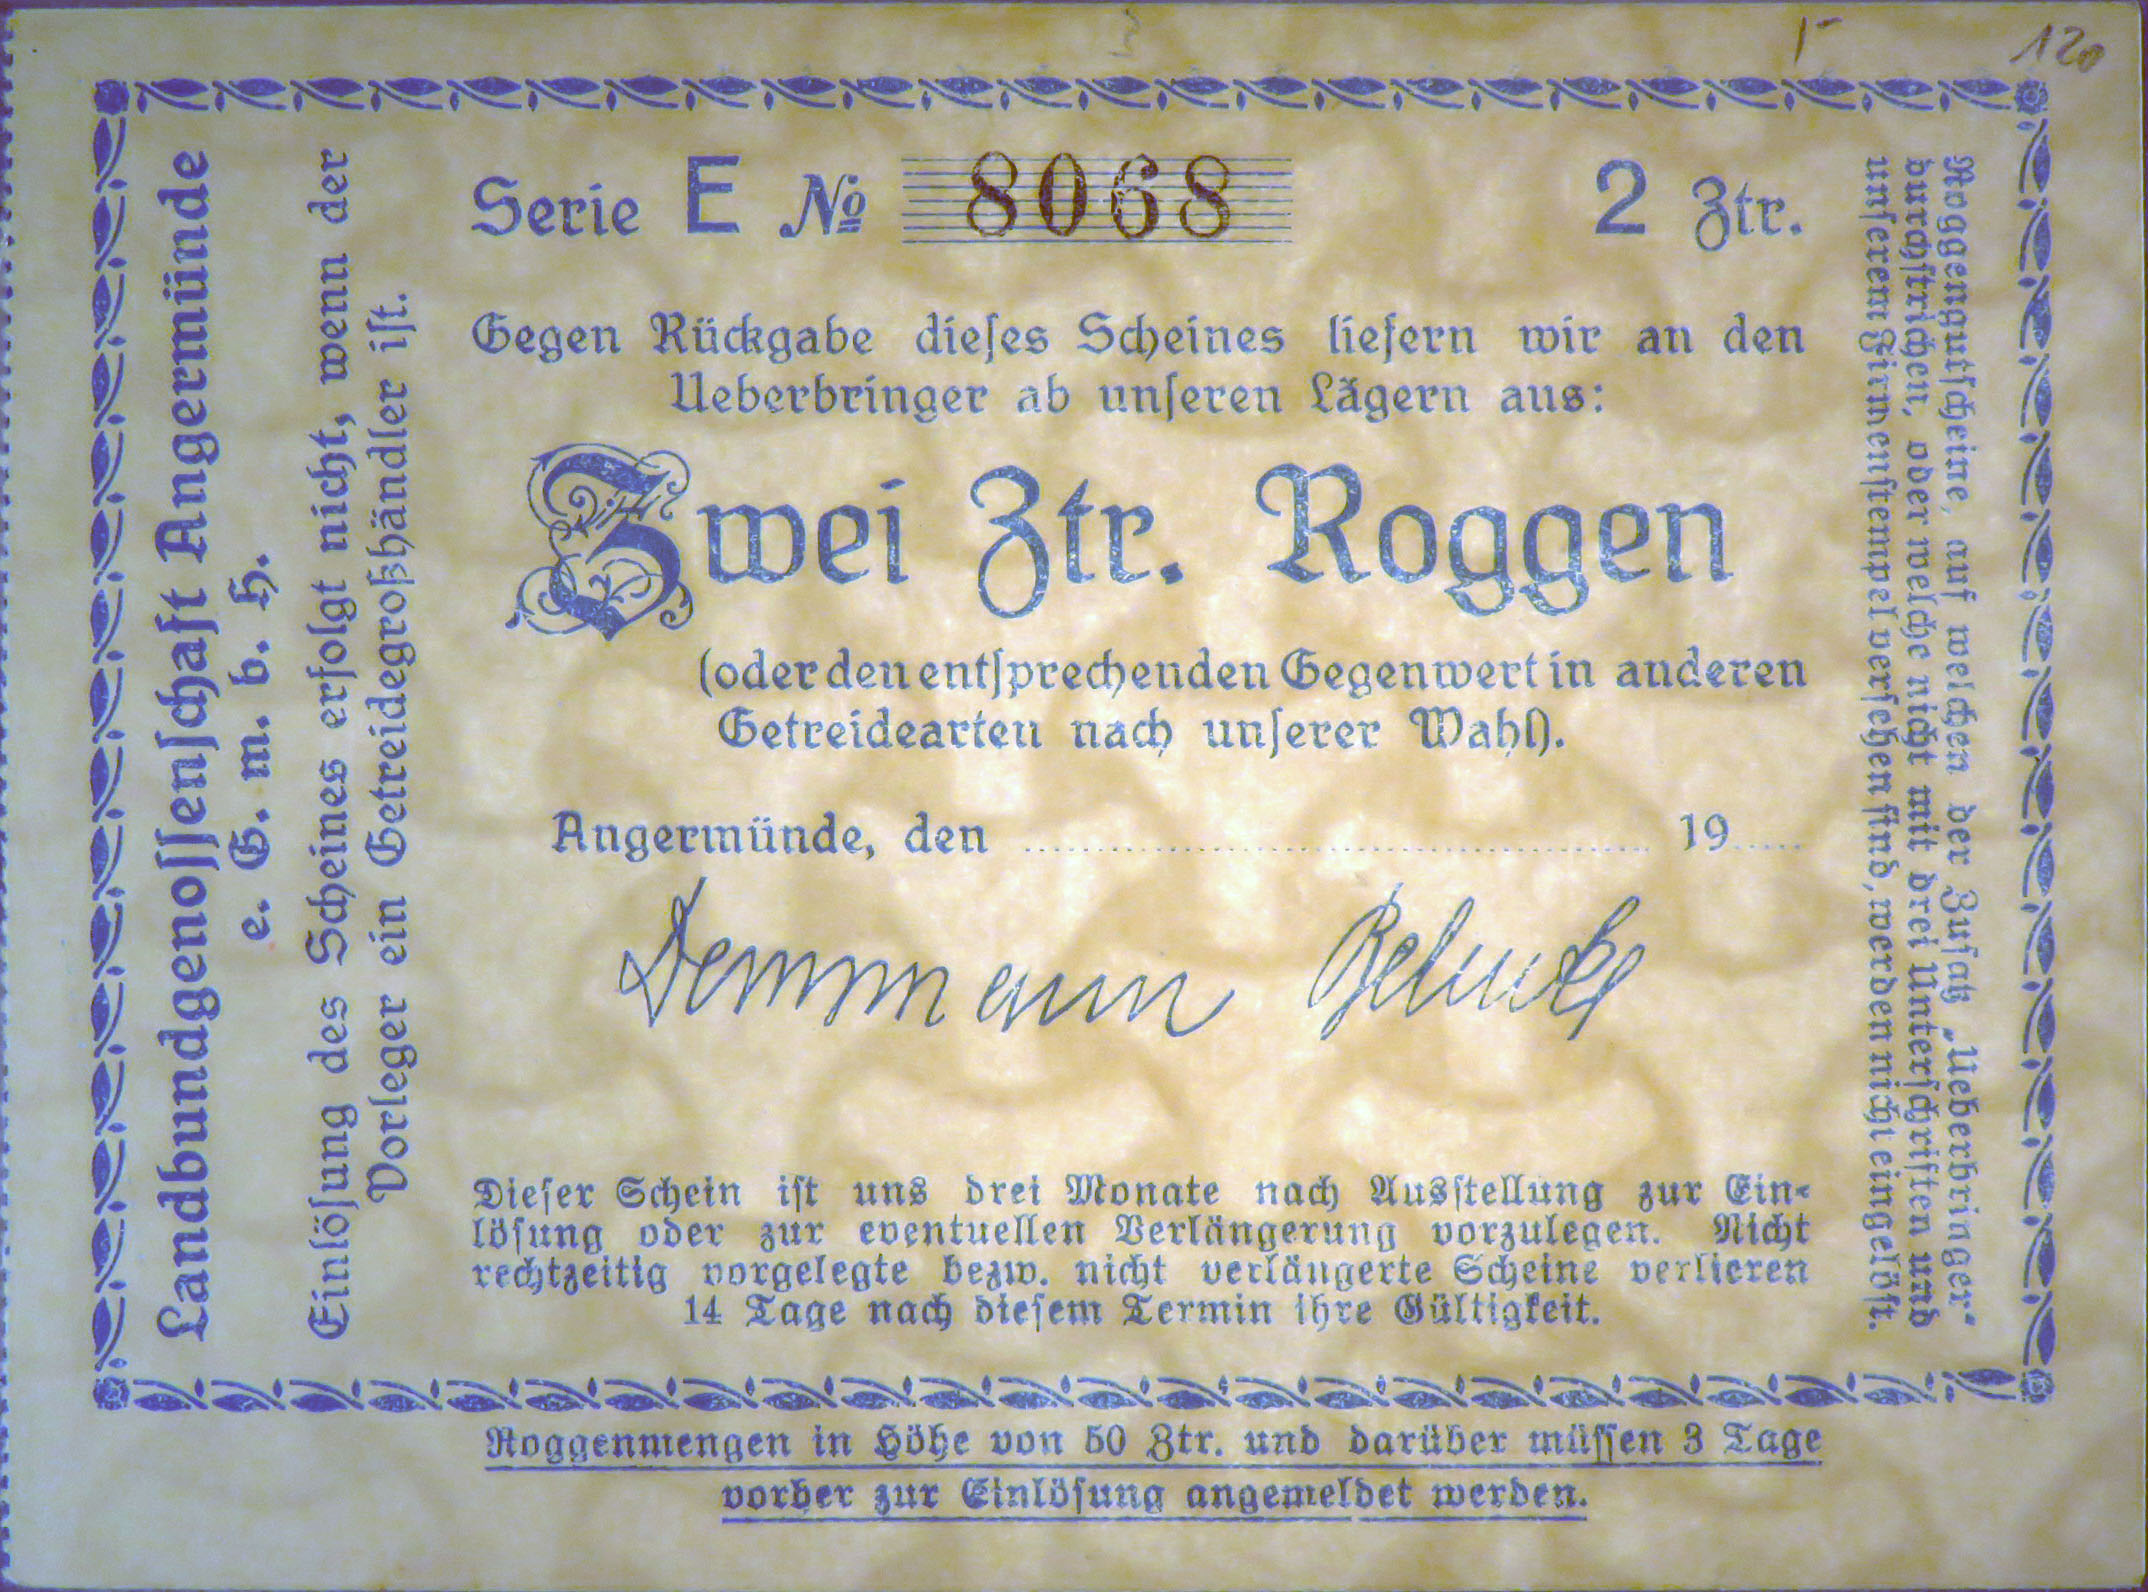 120
Landbundgenossenschaft Angermünde
e. G. m. b. H.
Einlösung des Scheines erfolgt nicht, wenn der
Vorleger ein Getreidegroßhändler ist.
Serie E № 8068
2 Ztr.
Gegen Rückgabe dieses Scheines liefern wir an den
Ueberbringer ab unseren Lägern aus:
Zwei Ztr. Roggen
(oder den entsprechenden Gegenwert in anderen
Getreidearten nach unserer Wahl).
Angermünde, den 19
Dieser Schein ist uns drei Monate nach Ausstellung zur Ein-
lösung oder zur eventuellen Verlängerung vorzulegen. Nicht
rechtzeitig vorgelegte bezw. nicht verlängerte Scheine verlieren
14 Tage nach diesem Termin ihre Gültigkeit.
Roggengutscheine, auf welchen der Zusatz „Ueberbringer“
durchstrichen, oder welche nicht mit drei Unterschriften und
unserem Firmenstempel versehen sind, werden nicht eingelöst.
Roggenmengen in Höhe von 50 Ztr. und darüber müssen 3 Tage
vorher zur Einlösung angemeldet werden.